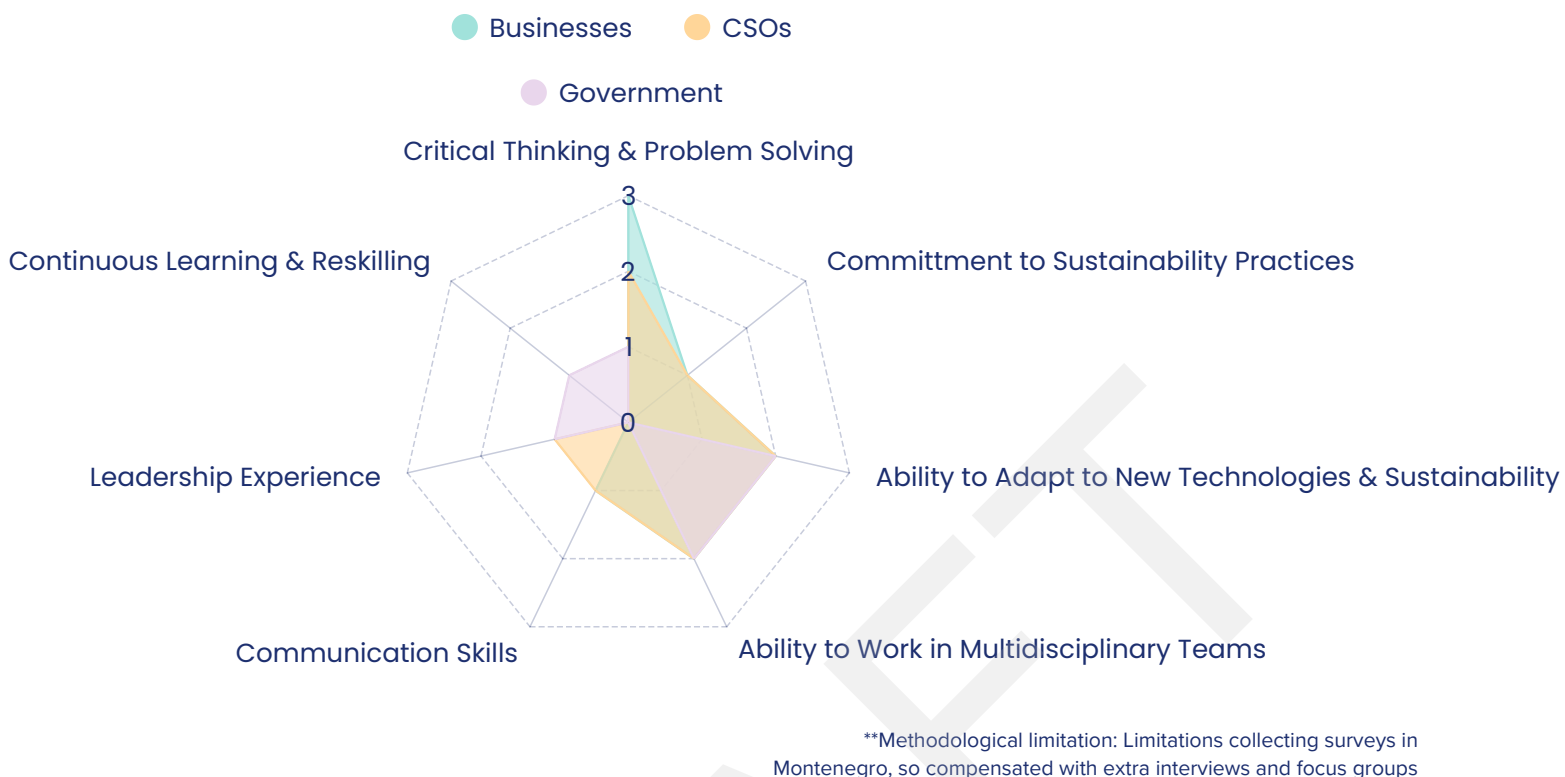 Businesses
CSOs
Government
Critical Thinking & Problem Solving
3
Continuous Learning & Reskilling
Committment to Sustainability Practices
2
1
0
Leadership Experience
Ability to Adapt to New Technologies & Sustainability
Communication Skills
Ability to Work in Multidisciplinary Teams
**Methodological limitation: Limitations collecting surveys in
Montenegro, so compensated with extra interviews and focus groups